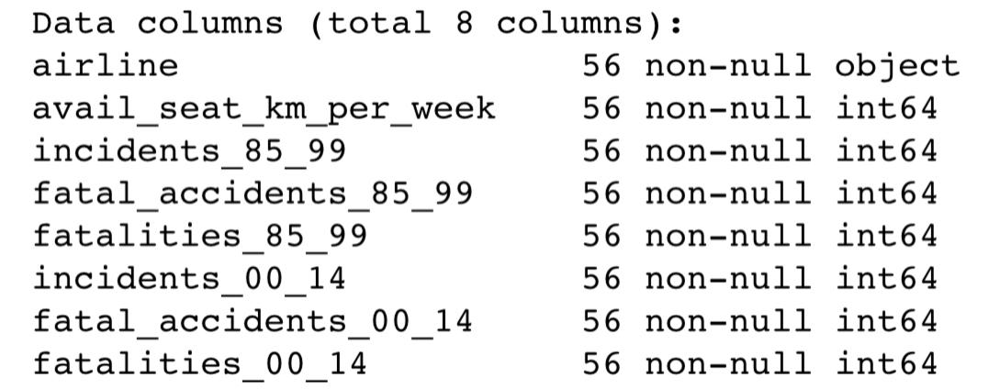 Data columns (total 8 columns):
airline 56 non-null object
avail_seat_km_per_week 56 non-null int64
incidents_85_99 56 non-null int64
fatal_accidents_85_99 56 non-null int64
fatalities_85_99 56 non-null int64
incidents_00_14 56 non-null int64
fatal_accidents_00_14 56 non-null int64
fatalities_00_14 56 non-null int64